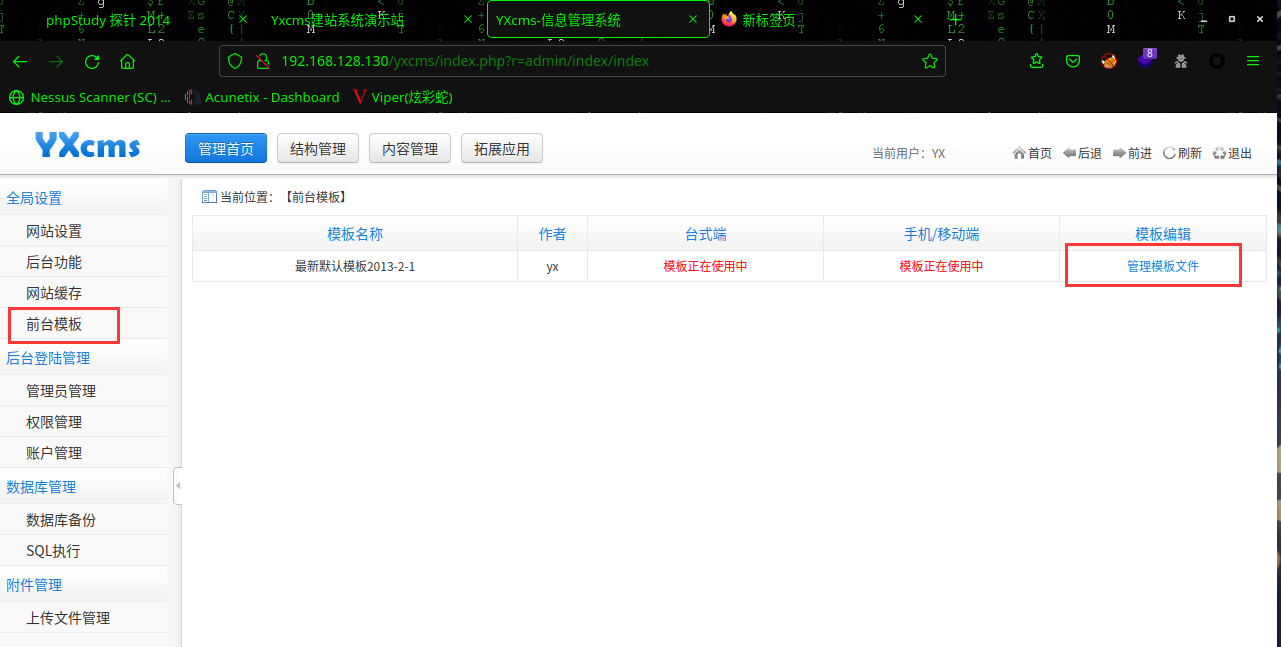 phpStudy 探针 2014
Yxcms建站系统演示站
YXcms-信息管理系统
新标签页
192.168.128.130/yxcms/index.php?r=admin/index/index
8
Nessus Scanner (SC) ...
Acunetix - Dashboard
Viper(炫彩蛇)
YXcms
管理首页
结构管理
内容管理
拓展应用
当前用户：YX
首页
后退
前进
刷新
退出
全局设置
网站设置
后台功能
网站缓存
前台模板
后台登陆管理
管理员管理
权限管理
账户管理
数据库管理
数据库备份
SQL执行
附件管理
上传文件管理
当前位置：【前台模板】
模板名称 作者 台式端 手机/移动端 模板编辑
最新默认模板2013-2-1 yx 模板正在使用中 模板正在使用中 管理模板文件